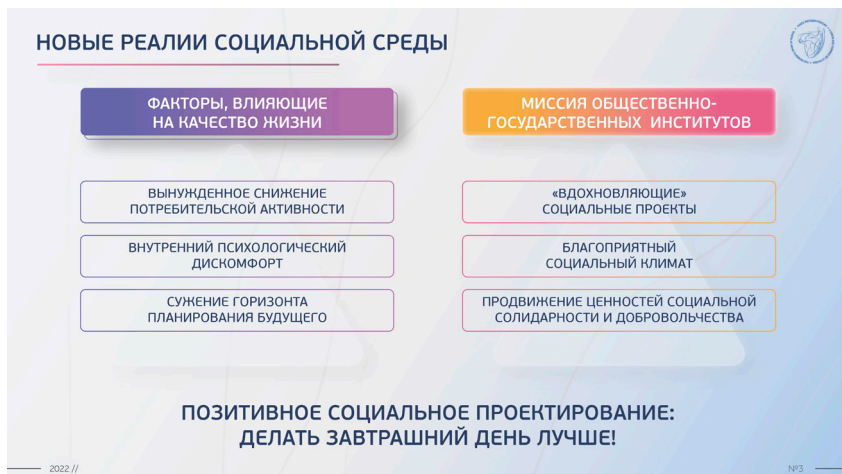 НОВЫЕ РЕАЛИИ СОЦИАЛЬНОЙ СРЕДЫ
ФАКТОРЫ, ВЛИЯЮЩИЕ
НА КАЧЕСТВО ЖИЗНИ
ВЫНУЖДЕННОЕ СНИЖЕНИЕ
ПОТРЕБИТЕЛЬСКОЙ АКТИВНОСТИ
ВНУТРЕННИЙ ПСИХОЛОГИЧЕСКИЙ
ДИСКОМФОРТ
СУЖЕНИЕ ГОРИЗОНТА
ПЛАНИРОВАНИЯ БУДУЩЕГО
МИССИЯ ОБЩЕСТВЕННО-
ГОСУДАРСТВЕННЫХ ИНСТИТУТОВ
«ВДОХНОВЛЯЮЩИЕ»
СОЦИАЛЬНЫЕ ПРОЕКТЫ
БЛАГОПРИЯТНЫЙ
СОЦИАЛЬНЫЙ КЛИМАТ
ПРОДВИЖЕНИЕ ЦЕННОСТЕЙ СОЦИАЛЬНОЙ
СОЛИДАРНОСТИ И ДОБРОВОЛЬЧЕСТВА
ПОЗИТИВНОЕ СОЦИАЛЬНОЕ ПРОЕКТИРОВАНИЕ:
ДЕЛАТЬ ЗАВТРАШНИЙ ДЕНЬ ЛУЧШЕ!
2022 //
№3